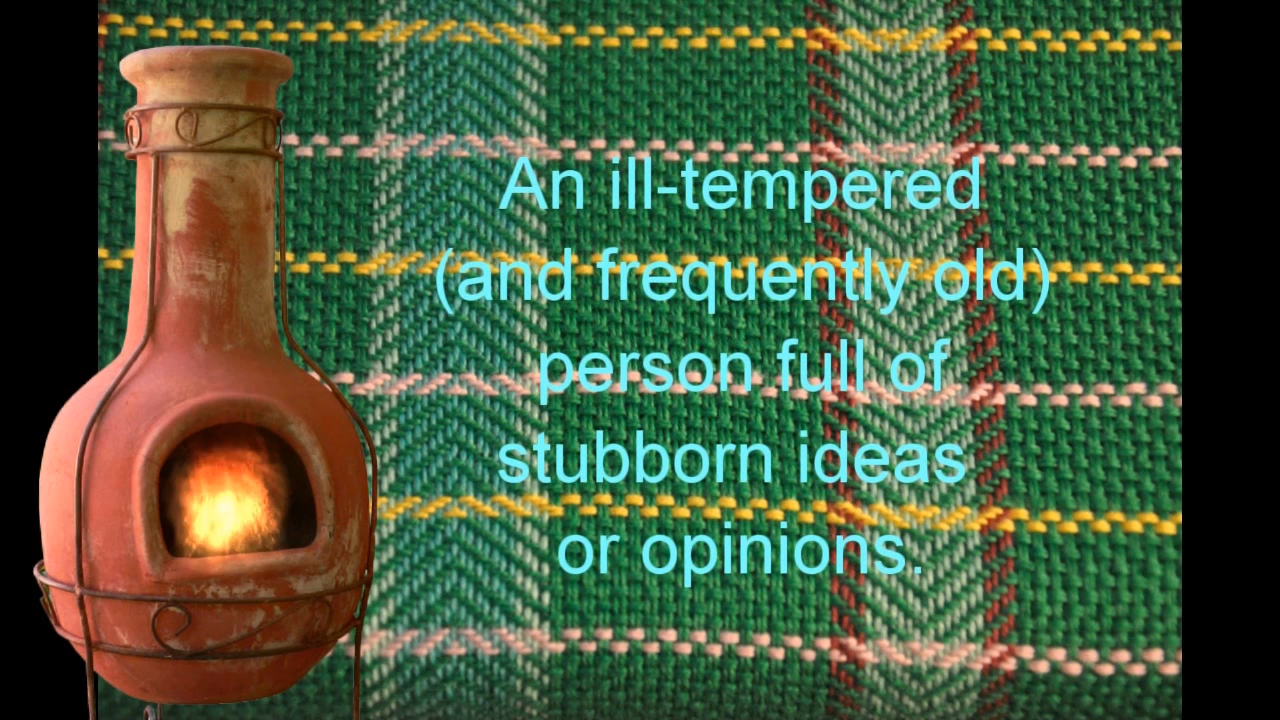 An ill-tempered
(and frequently old)
person full of
stubborn ideas
or opinions.